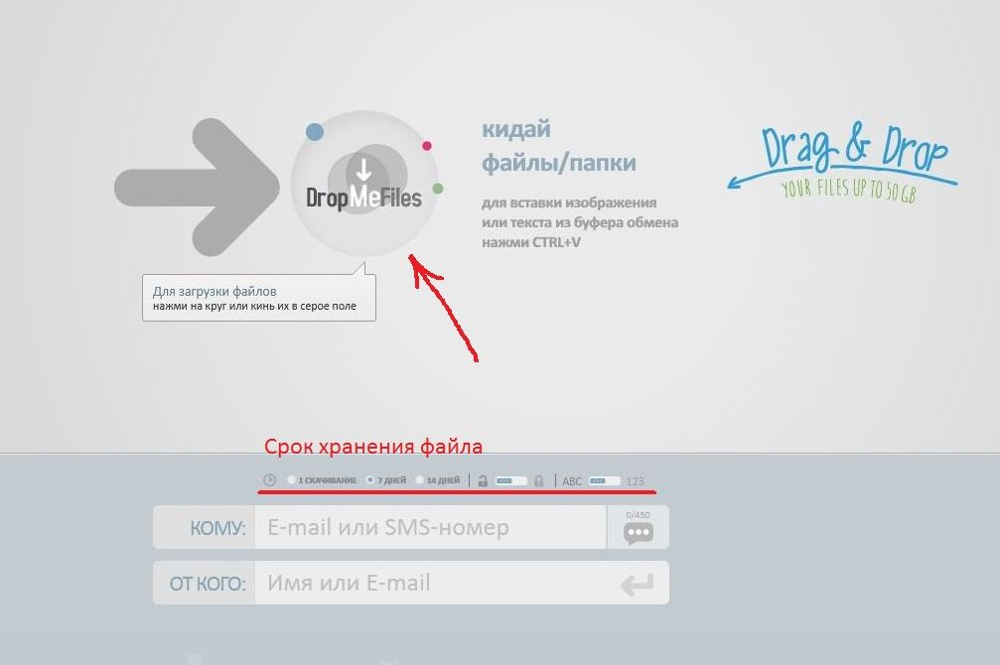 кидай
файлы/папки
для вставки изображения
или текста из буфера обмена
нажми CTRL+V
DropMeFiles
Drag & Drop
YOUR FILES UP TO 50 GB
Для загрузки файлов
нажми на круг или кинь их в серое поле
Срок хранения файла
1 СКАЧИВАНИЕ 7 ДНЕЙ 14 ДНЕЙ ABC 123
КОМУ: E-mail или SMS-номер 0/450
ОТ КОГО: Имя или E-mail